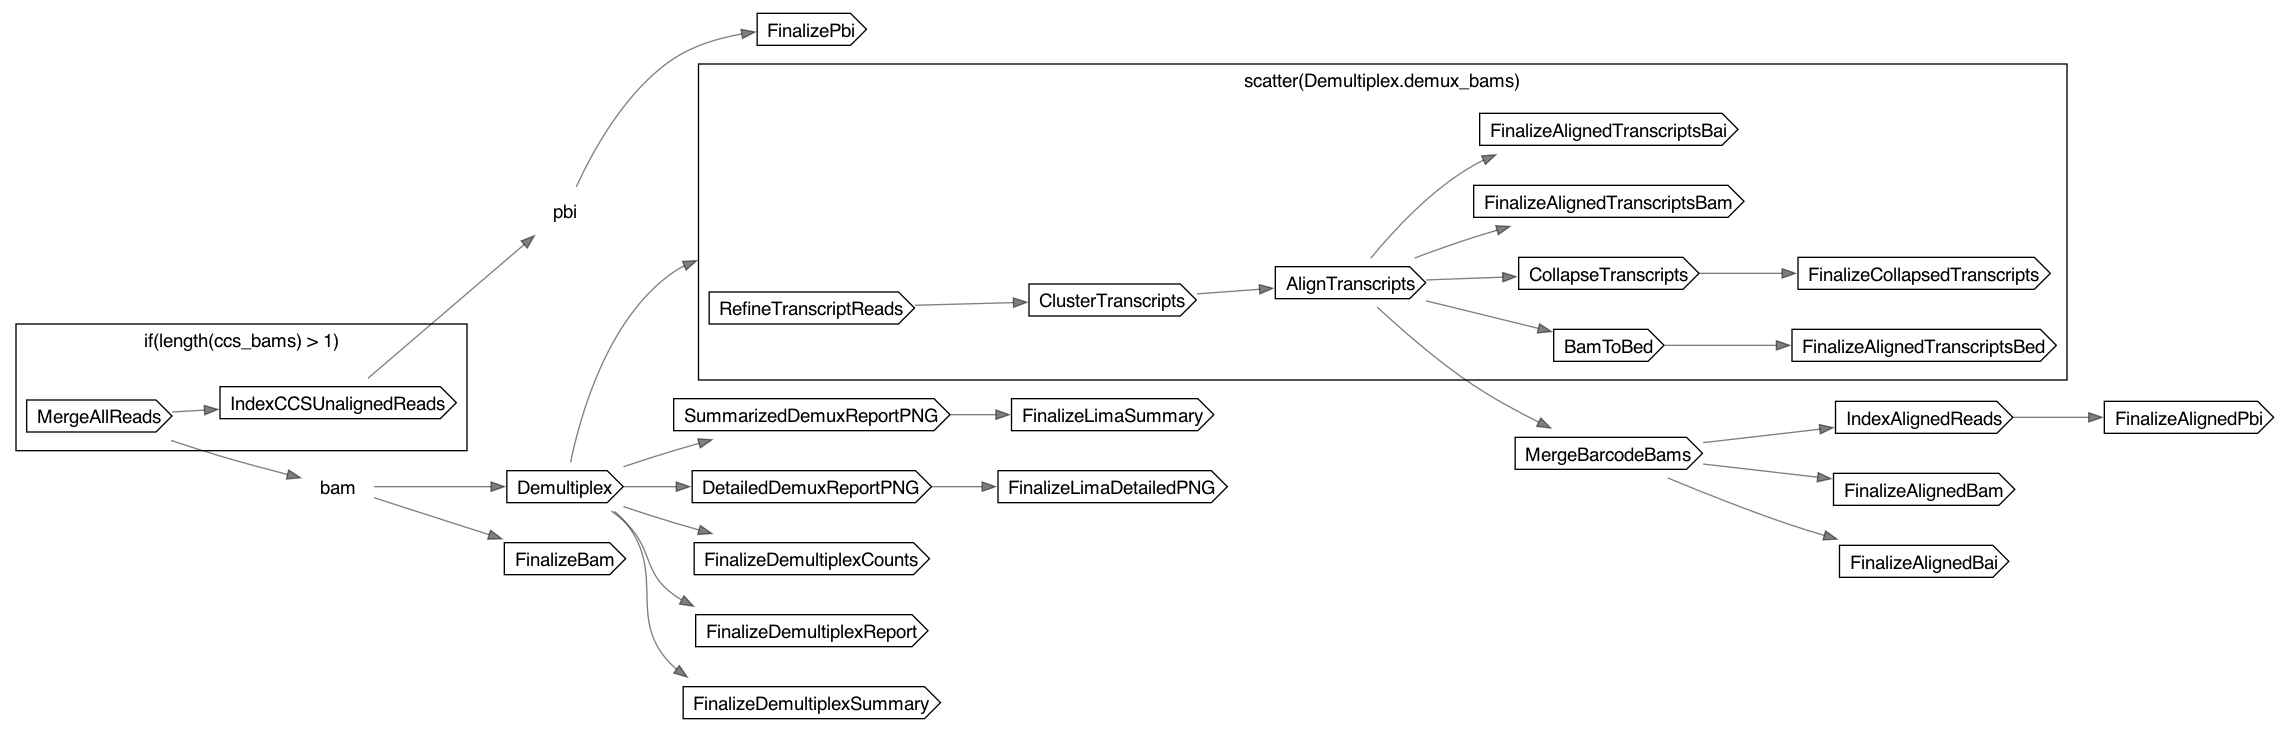 FinalizePbi
scatter(Demultiplex.demux_bams)
FinalizeAlignedTranscriptsBai
FinalizeAlignedTranscriptsBam
pbi
CollapseTranscripts
FinalizeCollapsedTranscripts
AlignTranscripts
ClusterTranscripts
RefineTranscriptReads
BamToBed
FinalizeAlignedTranscriptsBed
if(length(ccs_bams) > 1)
IndexCCSUnalignedReads
MergeAllReads
SummarizedDemuxReportPNG
FinalizeLimaSummary
IndexAlignedReads
FinalizeAlignedPbi
MergeBarcodeBams
bam
Demultiplex
DetailedDemuxReportPNG
FinalizeLimaDetailedPNG
FinalizeAlignedBam
FinalizeBam
FinalizeDemultiplexCounts
FinalizeAlignedBai
FinalizeDemultiplexReport
FinalizeDemultiplexSummary